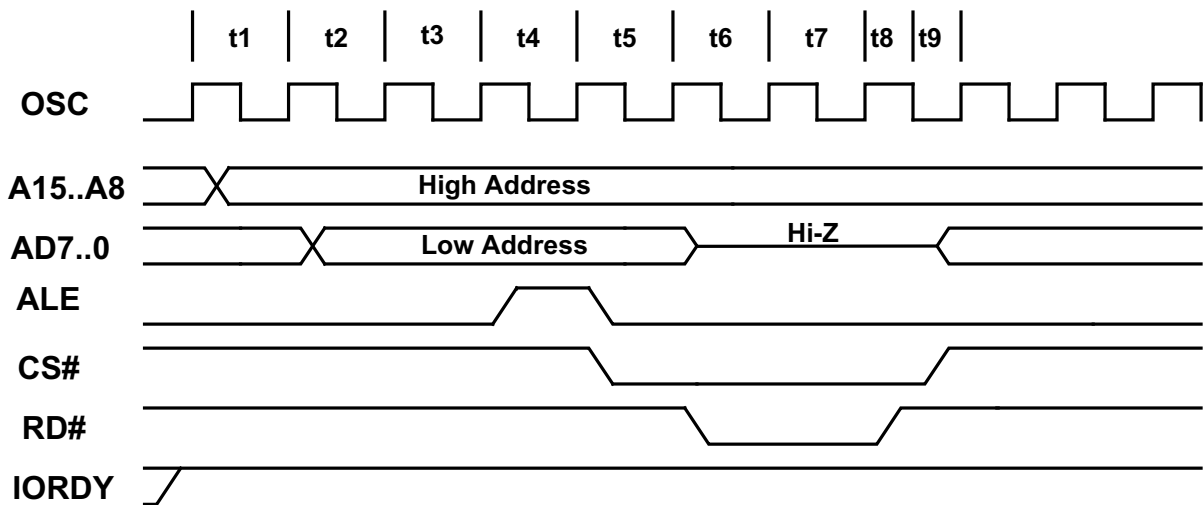 t1 t2 t3 t4 t5 t6 t7 t8 t9
OSC
A15..A8 High Address
AD7..0 Low Address Hi-Z
ALE
CS#
RD#
IORDY